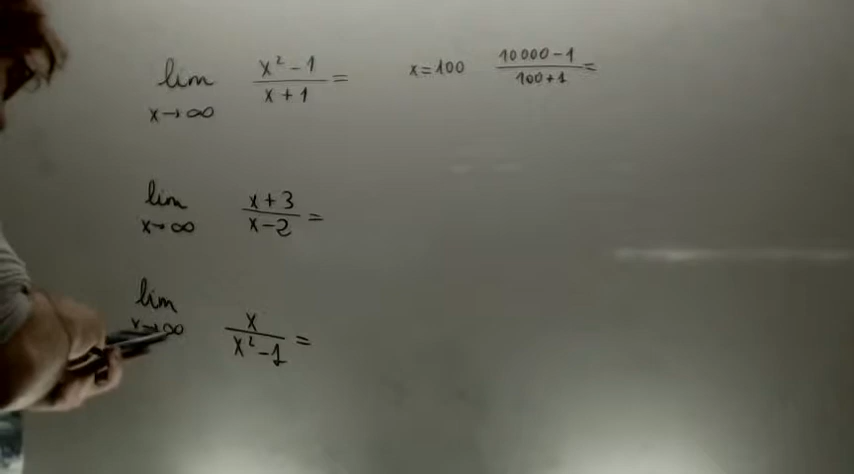 lim x→∞ x² - 1 / x + 1 = x = 100 10000 - 1 / 100 + 1 =
lim x→∞ x + 3 / x - 2 =
lim x→∞ x / x² - 1 =